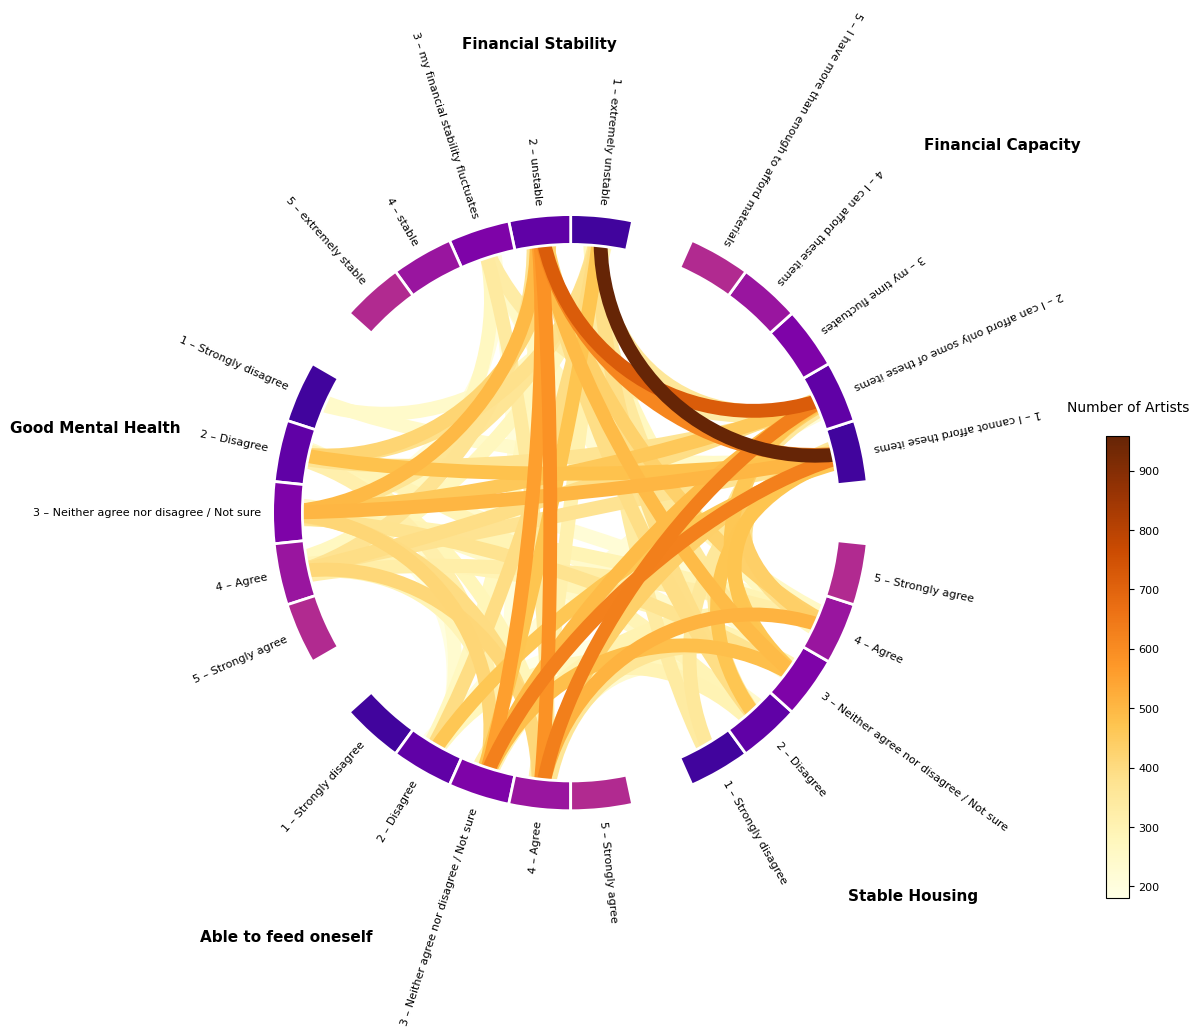 Financial Stability
5 – I have more than enough to afford materials
3 – my financial stability fluctuates
1 – extremely unstable
2 – unstable
Financial Capacity
4 – I can afford these items
4 – stable
5 – extremely stable
3 – my time fluctuates
2 – I can afford only some of these items
1 – Strongly disagree
Number of Artists
1 – I cannot afford these items
Good Mental Health
2 – Disagree
900
3 – Neither agree nor disagree / Not sure
800
4 – Agree
5 – Strongly agree
700
4 – Agree
600
5 – Strongly agree
500
3 – Neither agree nor disagree / Not sure
1 – Strongly disagree
2 – Disagree
400
2 – Disagree
1 – Strongly disagree
300
4 – Agree
5 – Strongly agree
200
3 – Neither agree nor disagree / Not sure
Stable Housing
Able to feed oneself